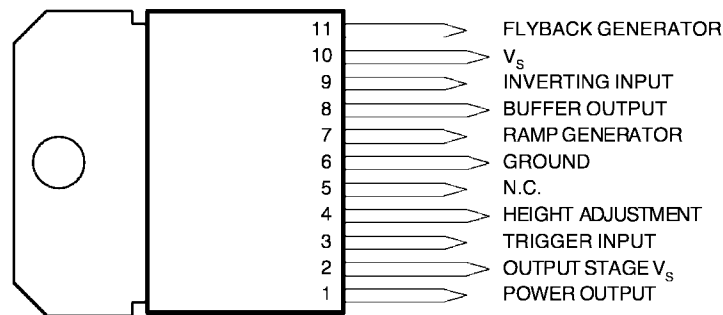 11 FLYBACK GENERATOR
10 VS
9 INVERTING INPUT
8 BUFFER OUTPUT
7 RAMP GENERATOR
6 GROUND
5 N.C.
4 HEIGHT ADJUSTMENT
3 TRIGGER INPUT
2 OUTPUT STAGE VS
1 POWER OUTPUT